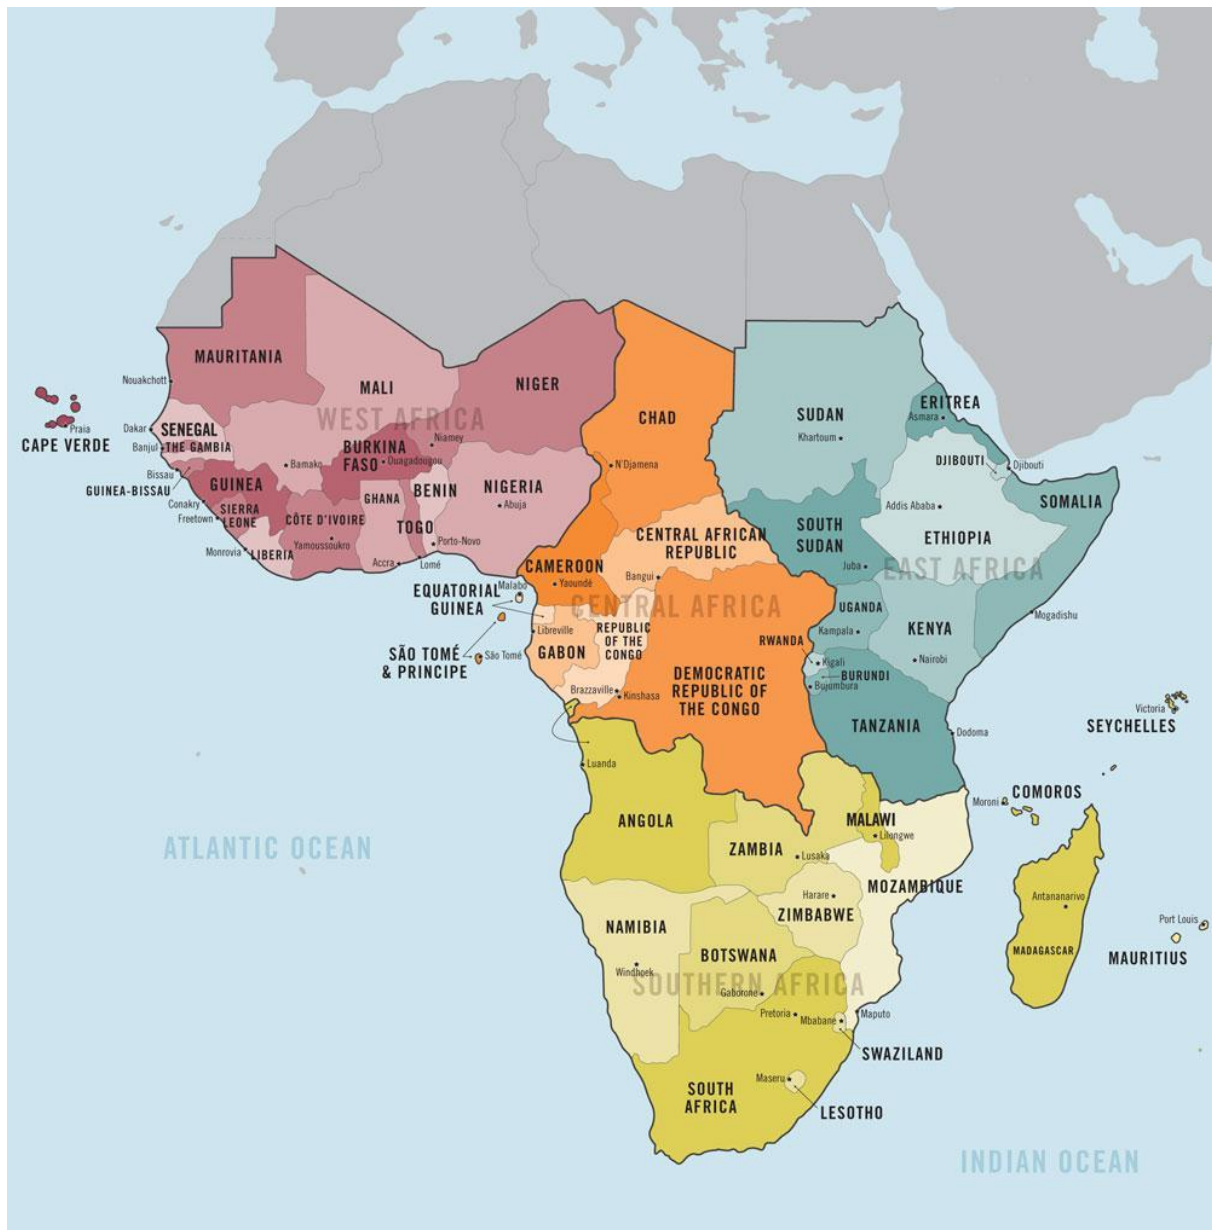 MAURITANIA
Nouakchott
MALI
NIGER
WEST AFRICA
CAPE VERDE
Praia
Dakar
SENEGAL
Banjul
THE GAMBIA
Bissau
GUINEA-BISSAU
Bamako
BURKINA
FASO
Ouagadougou
Niamey
GUINEA
Conakry
Freetown
SIERRA
LEONE
Monrovia
LIBERIA
CÔTE D'IVOIRE
Yamoussoukro
GHANA
Accra
TOGO
Lomé
BENIN
Porto-Novo
NIGERIA
Abuja
CHAD
N'Djamena
SUDAN
Khartoum
ERITREA
Asmara
DJIBOUTI
Djibouti
SOMALIA
Mogadishu
Addis Ababa
ETHIOPIA
SOUTH
SUDAN
Juba
EAST AFRICA
CENTRAL AFRICAN
REPUBLIC
Bangui
CAMEROON
Yaoundé
CENTRAL AFRICA
EQUATORIAL
GUINEA
Malabo
SÃO TOMÉ
& PRINCIPE
São Tomé
Libreville
GABON
REPUBLIC
OF THE
CONGO
Brazzaville
Kinshasa
DEMOCRATIC
REPUBLIC OF
THE CONGO
UGANDA
Kampala
KENYA
Nairobi
RWANDA
Kigali
BURUNDI
Bujumbura
TANZANIA
Dodoma
Victoria
SEYCHELLES
Luanda
ANGOLA
ZAMBIA
Lusaka
MALAWI
Lilongwe
Moroni
COMOROS
MOZAMBIQUE
Harare
ZIMBABWE
NAMIBIA
Windhoek
BOTSWANA
Gaborone
SOUTHERN AFRICA
Antananarivo
MADAGASCAR
Port Louis
MAURITIUS
Pretoria
Mbabane
Maputo
SWAZILAND
Maseru
LESOTHO
SOUTH
AFRICA
ATLANTIC OCEAN
INDIAN OCEAN